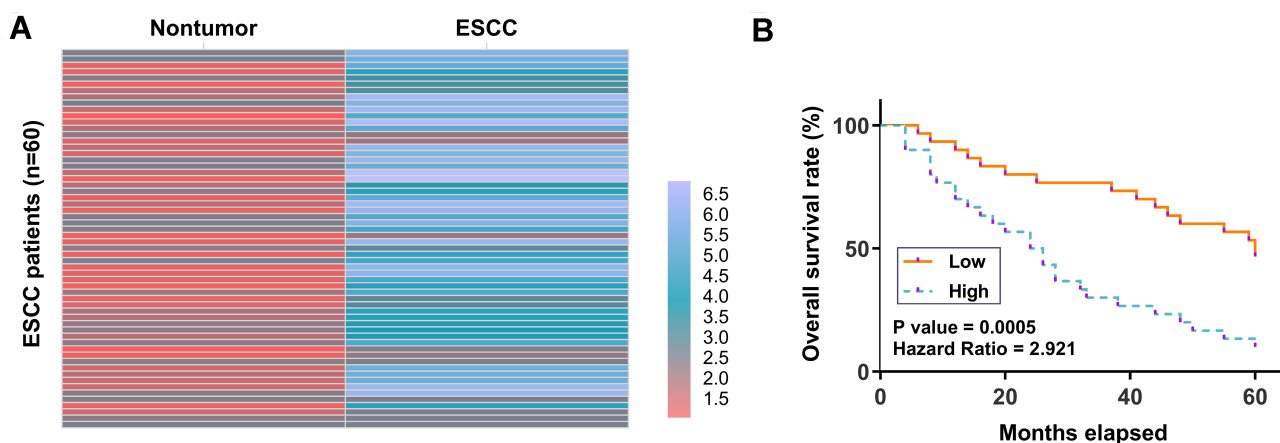 A
Nontumor
ESCC
ESCC patients (n=60)
6.5
6.0
5.5
5.0
4.5
4.0
3.5
3.0
2.5
2.0
1.5
B
Overall survival rate (%)
100
50
0
Low
High
P value = 0.0005
Hazard Ratio = 2.921
0
20
40
60
Months elapsed